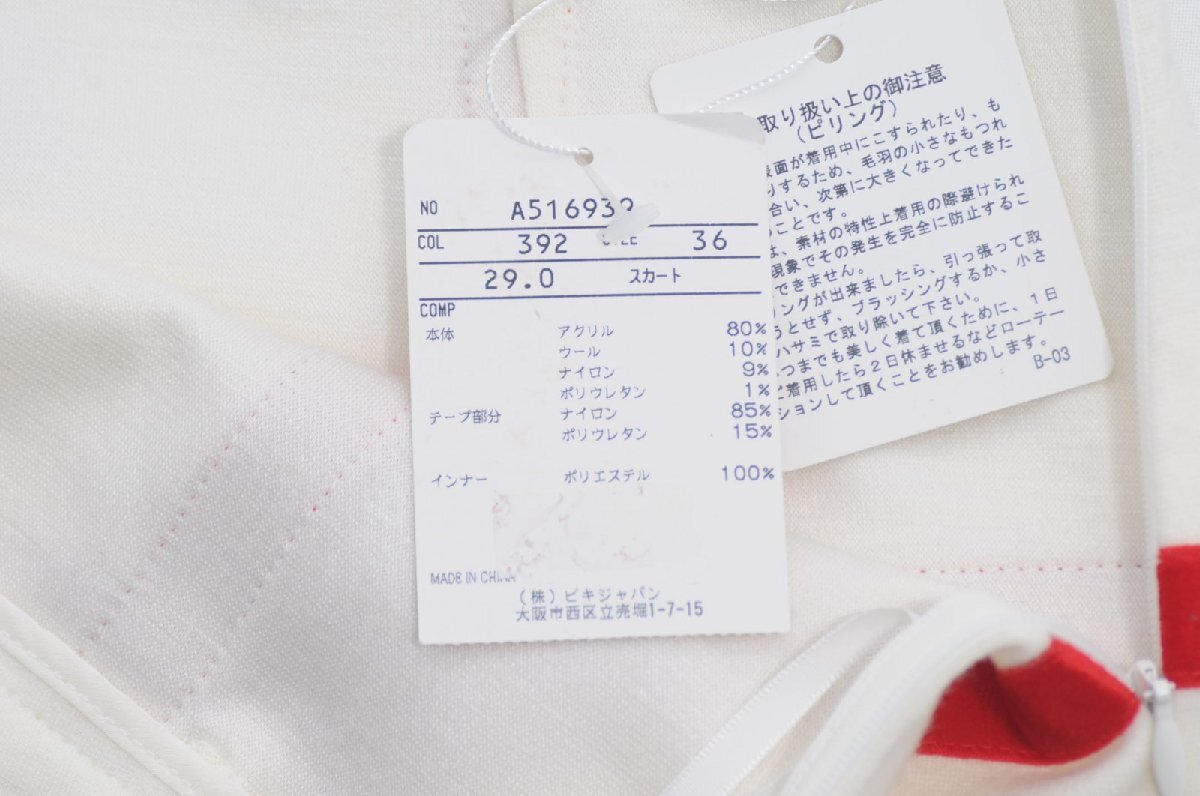 NO
COL 392 36
29.0 スカート
COMP
本体 アクリル 80%
ウール 10%
ナイロン 9%
ポリウレタン 1%
テープ部分 ナイロン 85%
ポリウレタン 15%
インナー ポリエステル 100%
MADE IN CHINA
(株)ビキジャパン
大阪市西区立売堀1-7-15
取り扱い上の御注意
(ピリング)
表面が着用中にこすられたり、も
りするため、毛羽の小さなもつれ
合い、次第に大きくなってできた
ことです。
は、素材の特性上着用の際避けられ
現象でその発生を完全に防止するこ
できません。
ングが出来ましたら、引っ張って取
うとせず、ブラッシングするか、小さ
ハサミで取り除いて下さい。
つまでも美しく着て頂くために、1日
着用したら2日休ませるなどローテー
ションして頂くことをお勧めします。
B-03